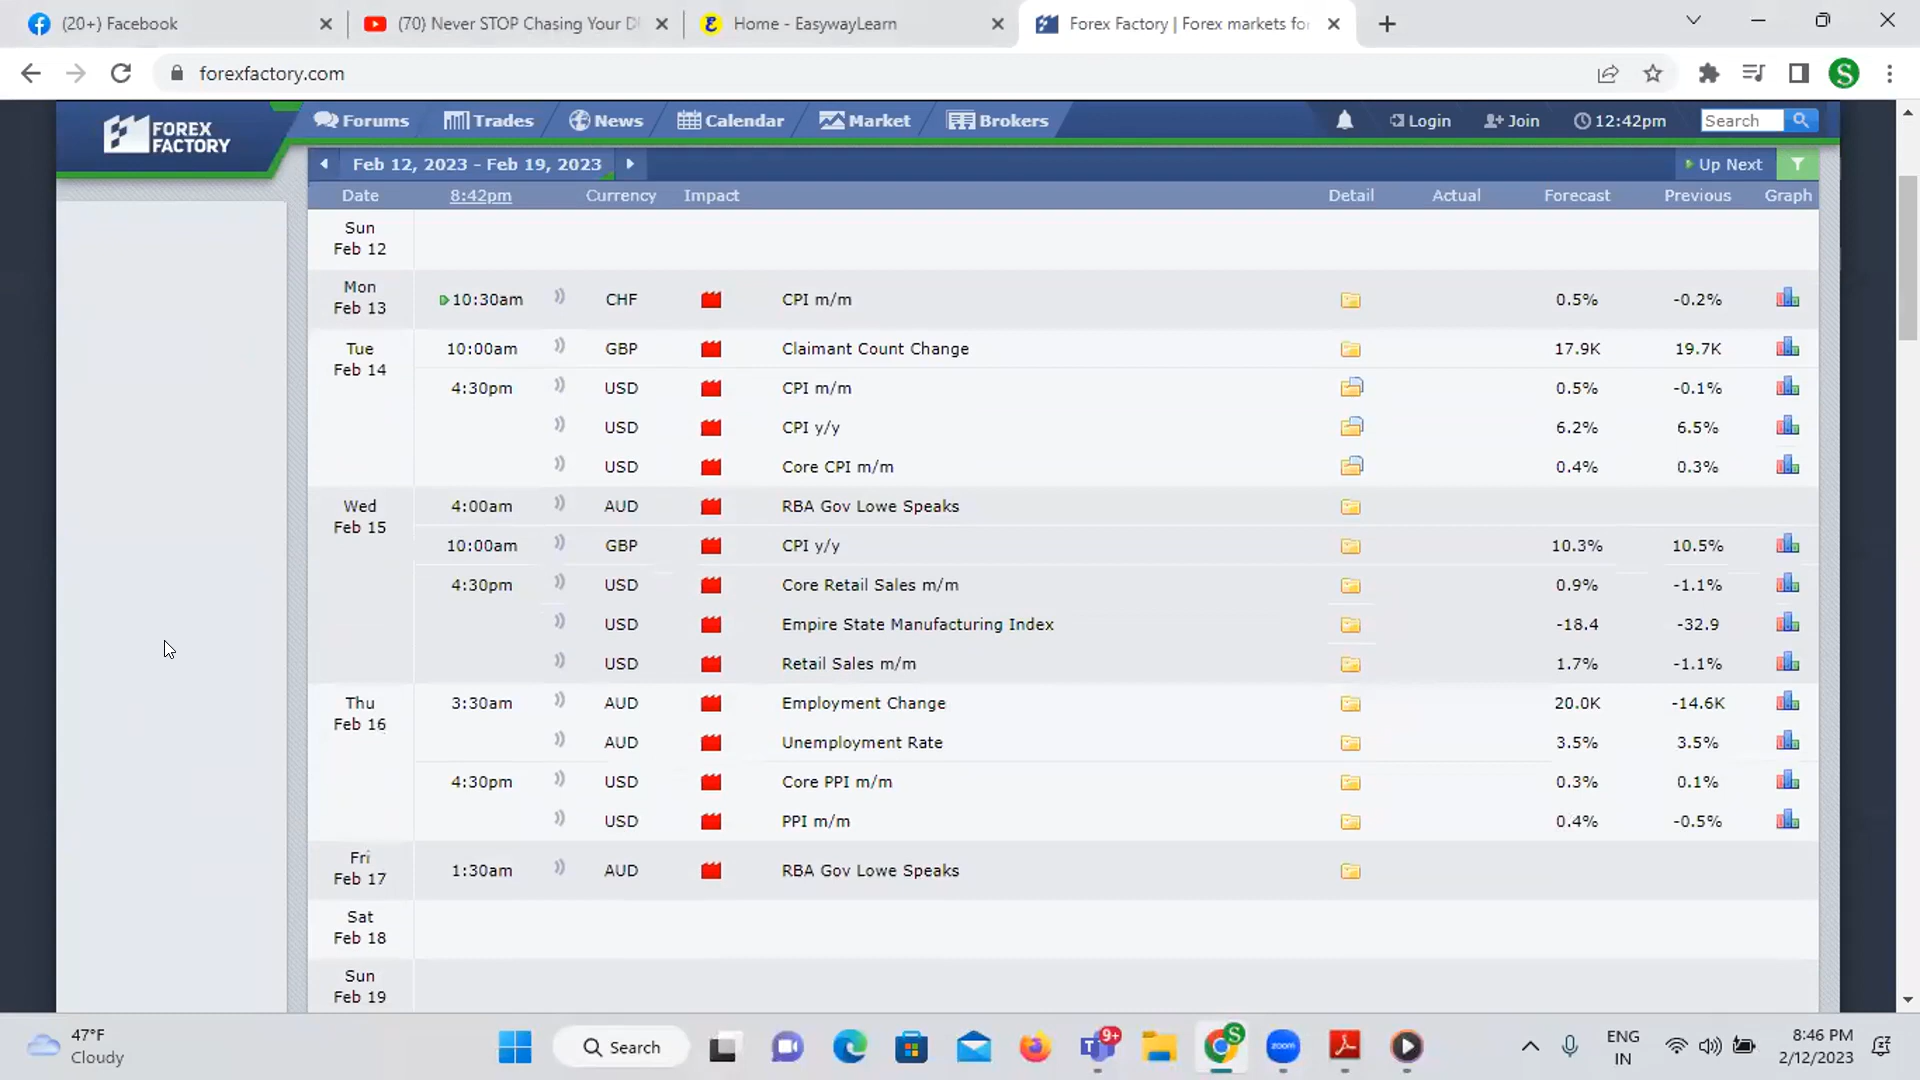 (20+) Facebook
(70) Never STOP Chasing Your D
Home - EasywayLearn
Forex Factory | Forex markets fo
forexfactory.com
S
FOREX FACTORY
Forums Trades News Calendar Market Brokers
Login Join 12:42pm Search
Feb 12, 2023 - Feb 19, 2023 Up Next
Date 8:42pm Currency Impact Detail Actual Forecast Previous Graph
Sun Feb 12
Mon Feb 13 10:30am CHF CPI m/m 0.5% -0.2%
Tue Feb 14 10:00am GBP Claimant Count Change 17.9K 19.7K
4:30pm USD CPI m/m 0.5% -0.1%
USD CPI y/y 6.2% 6.5%
USD Core CPI m/m 0.4% 0.3%
Wed Feb 15 4:00am AUD RBA Gov Lowe Speaks
10:00am GBP CPI y/y 10.3% 10.5%
4:30pm USD Core Retail Sales m/m 0.9% -1.1%
USD Empire State Manufacturing Index -18.4 -32.9
USD Retail Sales m/m 1.7% -1.1%
Thu Feb 16 3:30am AUD Employment Change 20.0K -14.6K
AUD Unemployment Rate 3.5% 3.5%
4:30pm USD Core PPI m/m 0.3% 0.1%
USD PPI m/m 0.4% -0.5%
Fri Feb 17 1:30am AUD RBA Gov Lowe Speaks
Sat Feb 18
Sun Feb 19
47°F
Cloudy
Search
9+
S
zoom
ENG
IN
8:46 PM
2/12/2023